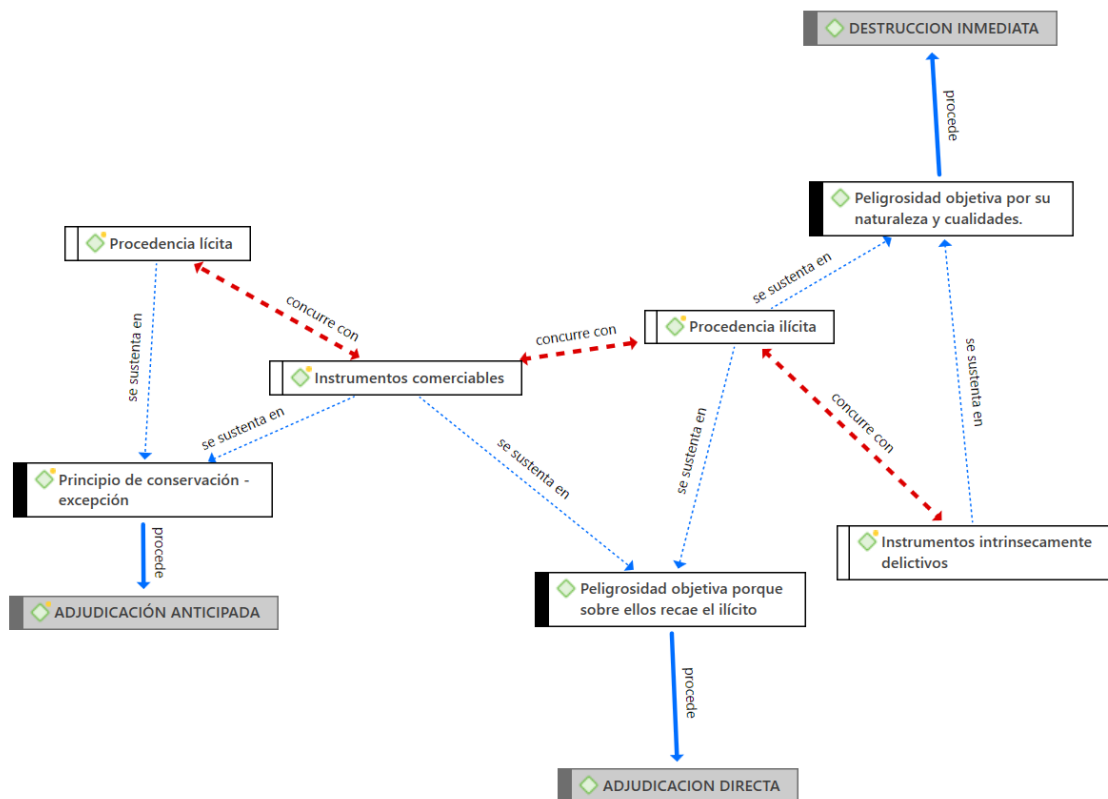 DESTRUCCION INMEDIATA
procede
Peligrosidad objetiva por su
naturaleza y cualidades.
Procedencia lícita
concurre con
se sustenta en
se sustenta en
concurre con
Procedencia ilícita
Instrumentos comerciables
se sustenta en
concurre con
se sustenta en
se sustenta en
se sustenta en
se sustenta en
Principio de conservación -
excepción
procede
Instrumentos intrinsecamente
delictivos
Peligrosidad objetiva porque
sobre ellos recae el ilícito
ADJUDICACIÓN ANTICIPADA
procede
ADJUDICACION DIRECTA